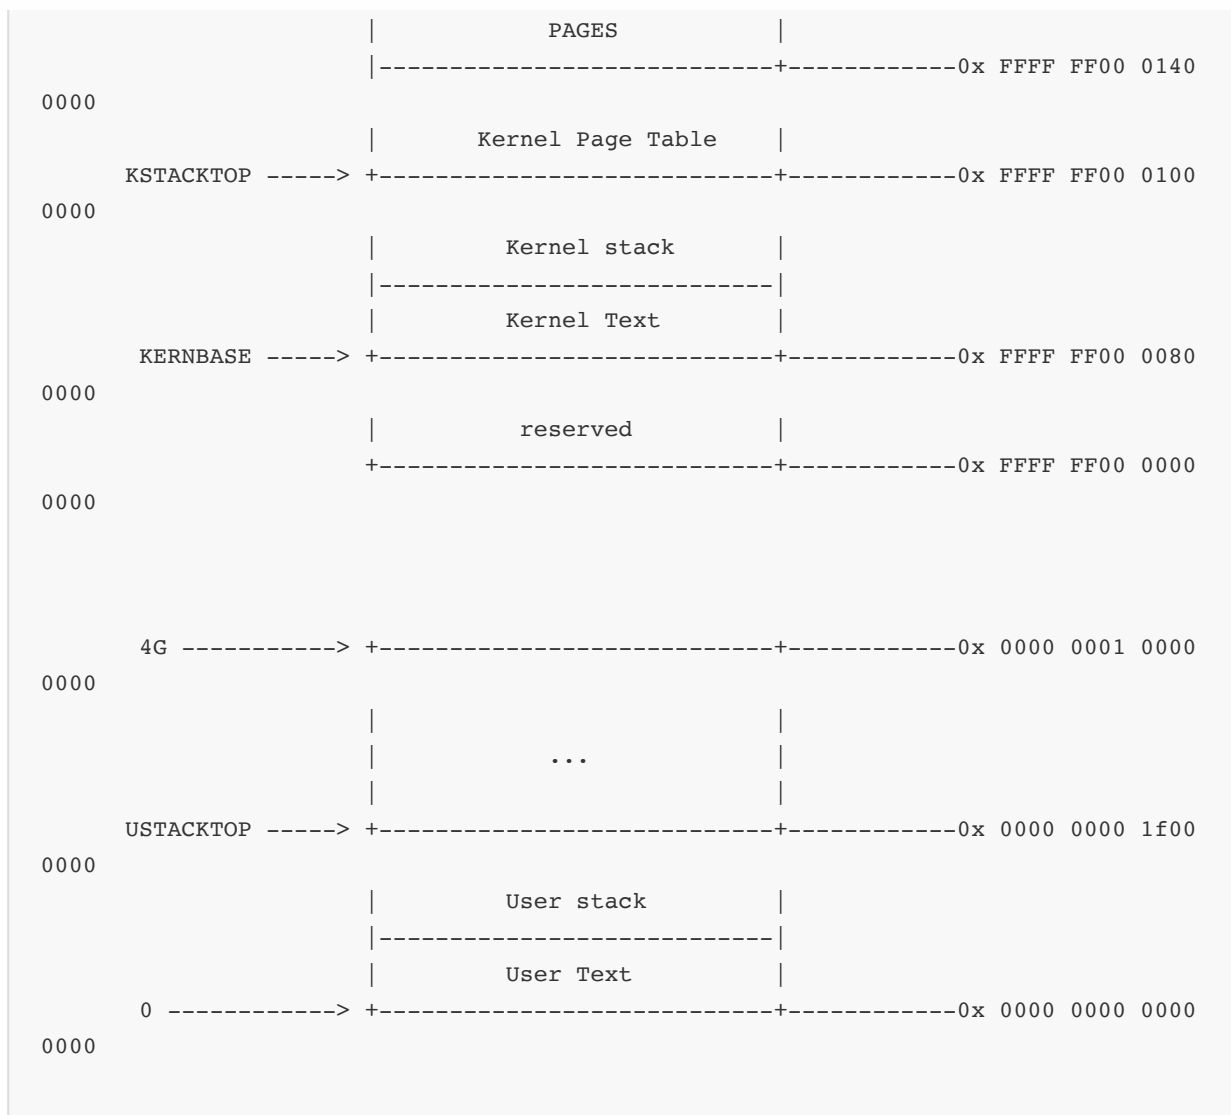 |            PAGES           |
|----------------------------+------------0x FFFF FF00 0140
0000
|       Kernel Page Table    |
KSTACKTOP -----> +----------------------------+------------0x FFFF FF00 0100
0000
|         Kernel stack       |
|----------------------------|
|         Kernel Text        |
KERNBASE -----> +----------------------------+------------0x FFFF FF00 0080
0000
|          reserved          |
+----------------------------+------------0x FFFF FF00 0000
0000
4G -----------> +----------------------------+------------0x 0000 0001 0000
0000
|                            |
|            ...             |
|                            |
USTACKTOP -----> +----------------------------+------------0x 0000 0000 1f00
0000
|         User stack         |
|----------------------------|
|         User Text          |
0 ------------> +----------------------------+------------0x 0000 0000 0000
0000